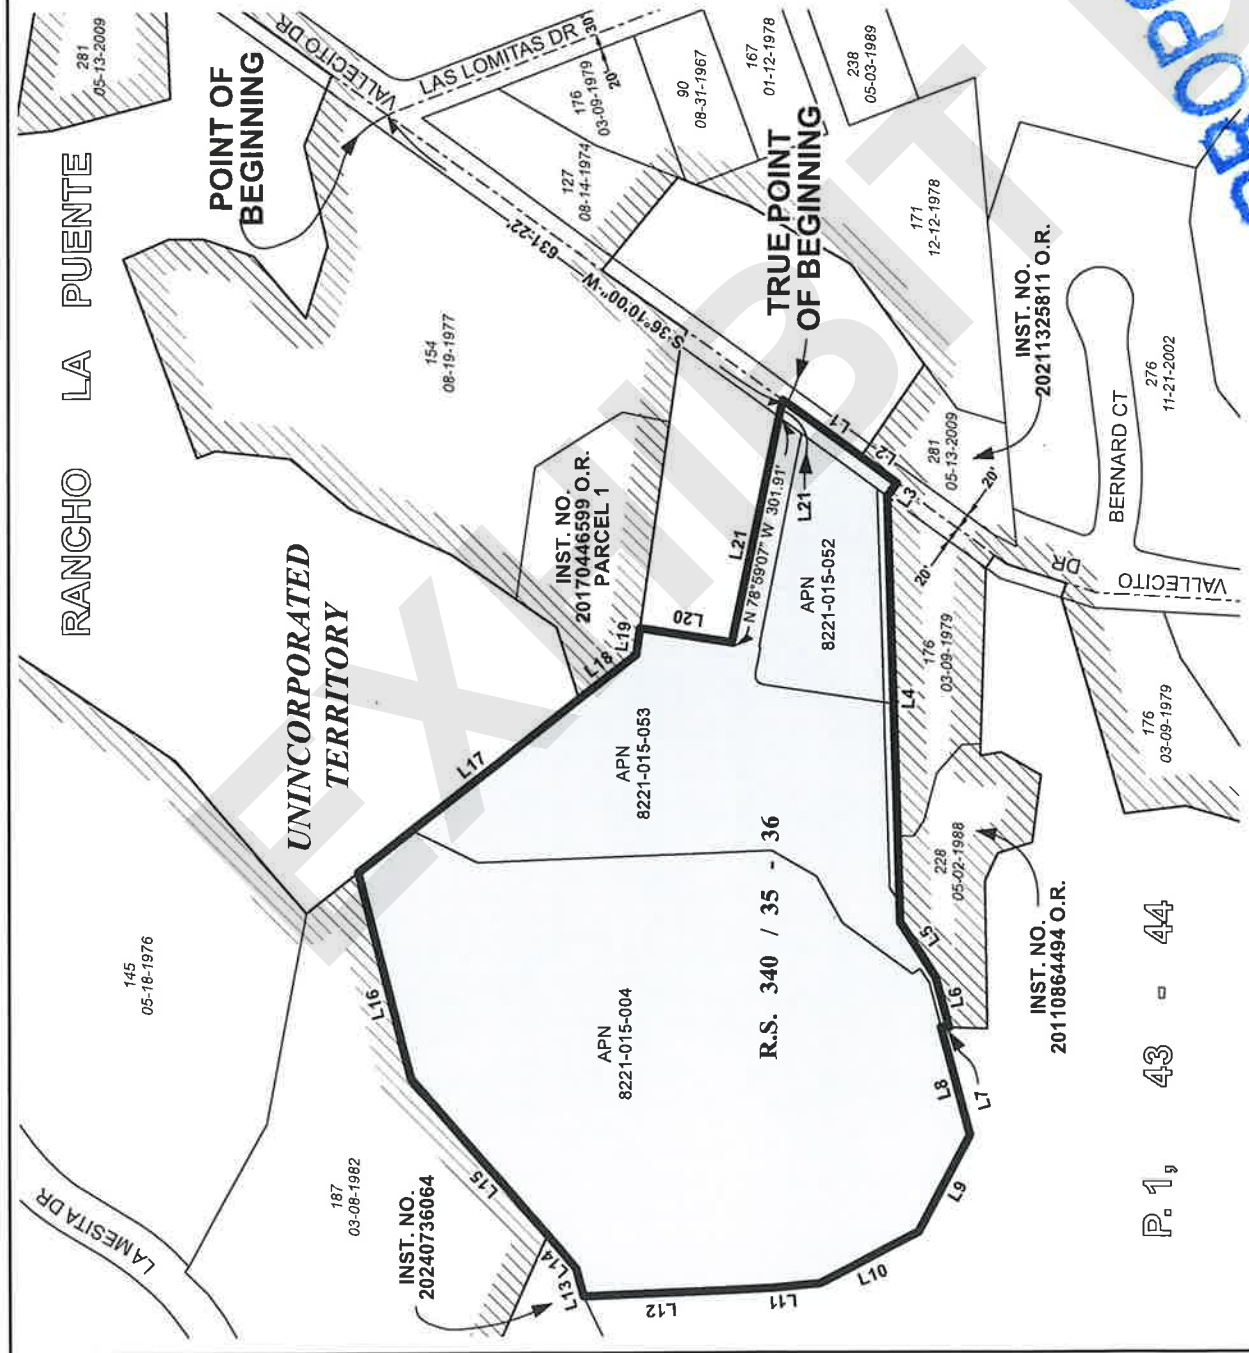 RANCHO LA PUENTE
281
05-13-2009
VALLECITO DR
LAS LOMITAS DR
30'
20'
POINT OF
BEGINNING
176
03-09-1979
90
08-31-1967
167
01-12-1978
238
05-03-1989
127
08-14-1974
631.22'
S 36°10'00" W
TRUE POINT
OF BEGINNING
171
12-12-1978
154
08-19-1977
INST. NO.
20211325811 O.R.
276
11-21-2002
BERNARD CT
281
05-13-2009
L1
L2
L3
20'
20'
VALLECITO
DR
INST. NO.
20170446599 O.R.
PARCEL 1
UNINCORPORATED
TERRITORY
L21
N 78°59'07" W 301.91'
L21
APN
8221-015-052
L20
L19
L18
L17
APN
8221-015-053
L4
176
03-09-1979
176
03-09-1979
228
05-02-1988
INST. NO.
20110864494 O.R.
R.S. 340 / 35 - 36
L5
L6
L7
L8
L9
L10
L11
L12
L13
L14
L15
L16
APN
8221-015-004
145
05-18-1976
187
03-08-1982
LA MESITA DR
INST. NO.
20240736064
P. 1, 43 - 44
EXHIBIT